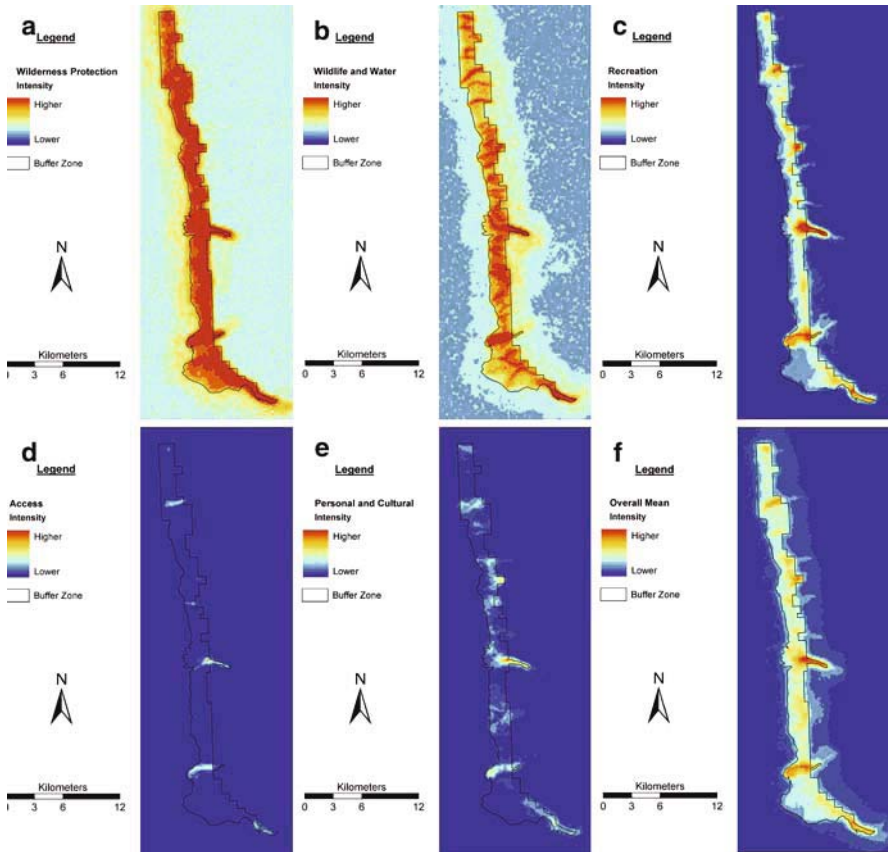 a
Legend
Wilderness Protection
Intensity
Higher
Lower
Buffer Zone
N
Kilometers
0 3 6 12
b
Legend
Wildlife and Water
Intensity
Higher
Lower
Buffer Zone
N
Kilometers
0 3 6 12
c
Legend
Recreation
Intensity
Higher
Lower
Buffer Zone
N
Kilometers
0 3 6 12
d
Legend
Access
Intensity
Higher
Lower
Buffer Zone
N
Kilometers
0 3 6 12
e
Legend
Personal and Cultural
Intensity
Higher
Lower
Buffer Zone
N
Kilometers
0 3 6 12
f
Legend
Overall Mean
Intensity
Higher
Lower
Buffer Zone
N
Kilometers
0 3 6 12